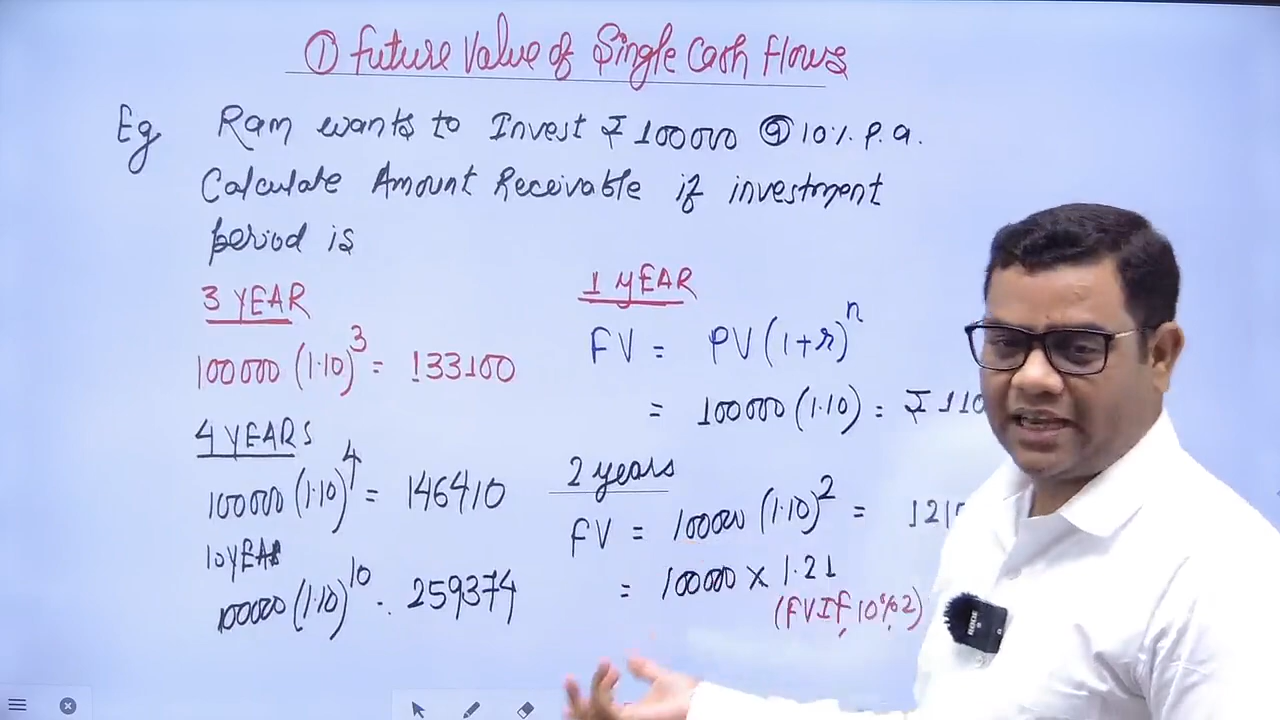 ① Future Value of Single Cash Flows
Eg Ram wants to Invest ₹ 100000 @ 10%. P.a.
Calculate Amount Receivable if investment
period is
3 YEAR
100000 (1.10)^3 = 133100
4 YEARS
100000 (1.10)^4 = 146410
10 YEAR
100000 (1.10)^10 = 259374
1 YEAR
FV = PV (1+r)^n
= 100000 (1.10) = ₹ 110
2 years
FV = 100000 (1.10)^2 = 121
= 100000 × 1.21
(FVIF, 10%, 2)
RODE